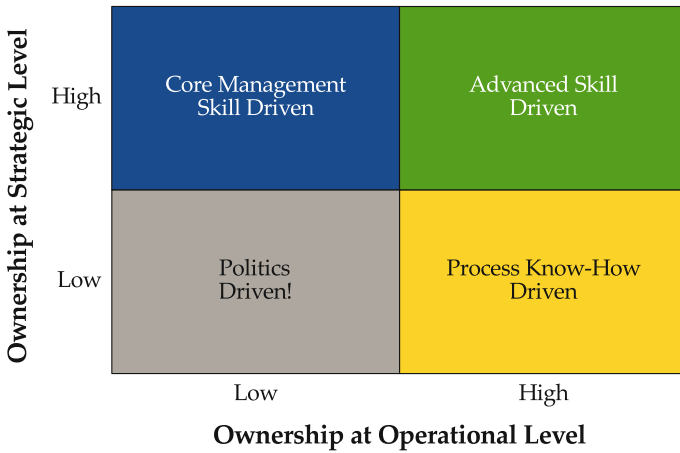 Ownership at Strategic Level
High
Core Management
Skill Driven
Advanced Skill
Driven
Low
Politics
Driven!
Process Know-How
Driven
Low
High
Ownership at Operational Level